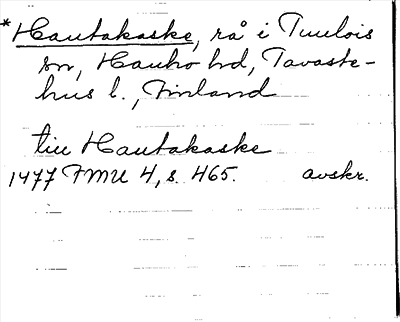 *Hautakaske, rå i Tuulois
sn, Hauho hd, Tavaste-
hus l., Finland
till Hautakaske
1477 FMU 4, s. 465. avskr.